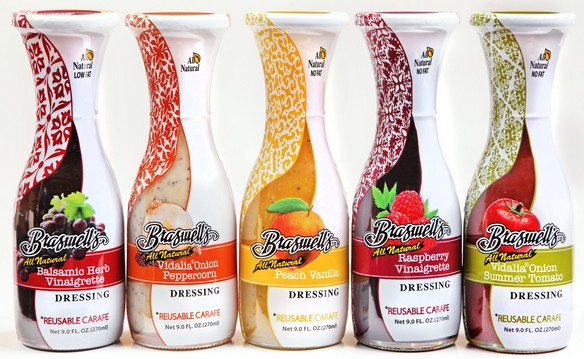 All
Natural
LOW FAT
Braswell's
All Natural
Balsamic Herb
Vinaigrette
DRESSING
*REUSABLE CARAFE
Net 9.0 FL. OZ.(270ml)
All
Natural
Braswell's
All Natural
Vidalia Onion
Peppercorn
DRESSING
*REUSABLE CARAFE
Net 9.0 FL. OZ.(270ml)
All
Natural
NO FAT
Braswell's
All Natural
Peach Vanilla
DRESSING
*REUSABLE CARAFE
Net 9.0 FL. OZ.(270ml)
All
Natural
NO FAT
Braswell's
All Natural
Raspberry
Vinaigrette
DRESSING
*REUSABLE CARAFE
Net 9.0 FL. OZ.(270ml)
All
Natural
Braswell's
All Natural
Vidalia Onion
Summer Tomato
DRESSING
*REUSABLE CARAFE
Net 9.0 FL. OZ.(270ml)